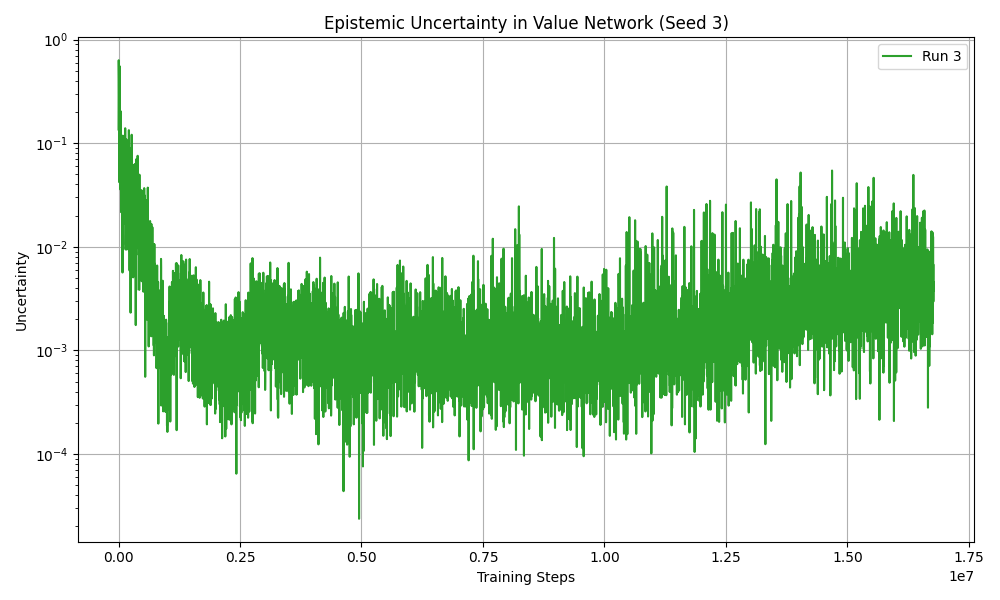 Epistemic Uncertainty in Value Network (Seed 3)
Run 3
Uncertainty
10^0
10^-1
10^-2
10^-3
10^-4
0.00 0.25 0.50 0.75 1.00 1.25 1.50 1.75
1e7
Training Steps